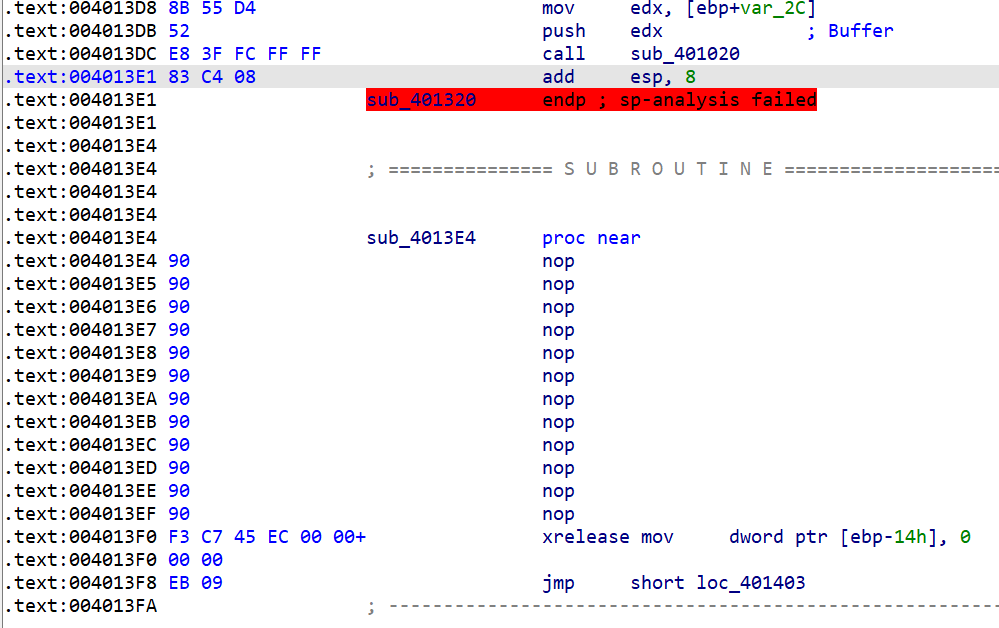 .text:004013D8 8B 55 D4 mov edx, [ebp+var_2C]
.text:004013DB 52 push edx ; Buffer
.text:004013DC E8 3F FC FF FF call sub_401020
.text:004013E1 83 C4 08 add esp, 8
.text:004013E1 sub_401320 endp ; sp-analysis failed
.text:004013E1
.text:004013E4
.text:004013E4 ; =============== S U B R O U T I N E ====================
.text:004013E4
.text:004013E4
.text:004013E4 sub_4013E4 proc near
.text:004013E4 90 nop
.text:004013E5 90 nop
.text:004013E6 90 nop
.text:004013E7 90 nop
.text:004013E8 90 nop
.text:004013E9 90 nop
.text:004013EA 90 nop
.text:004013EB 90 nop
.text:004013EC 90 nop
.text:004013ED 90 nop
.text:004013EE 90 nop
.text:004013EF 90 nop
.text:004013F0 F3 C7 45 EC 00 00+ xrelease mov dword ptr [ebp-14h], 0
.text:004013F0 00 00
.text:004013F8 EB 09 jmp short loc_401403
.text:004013FA ; ---------------------------------------------------------